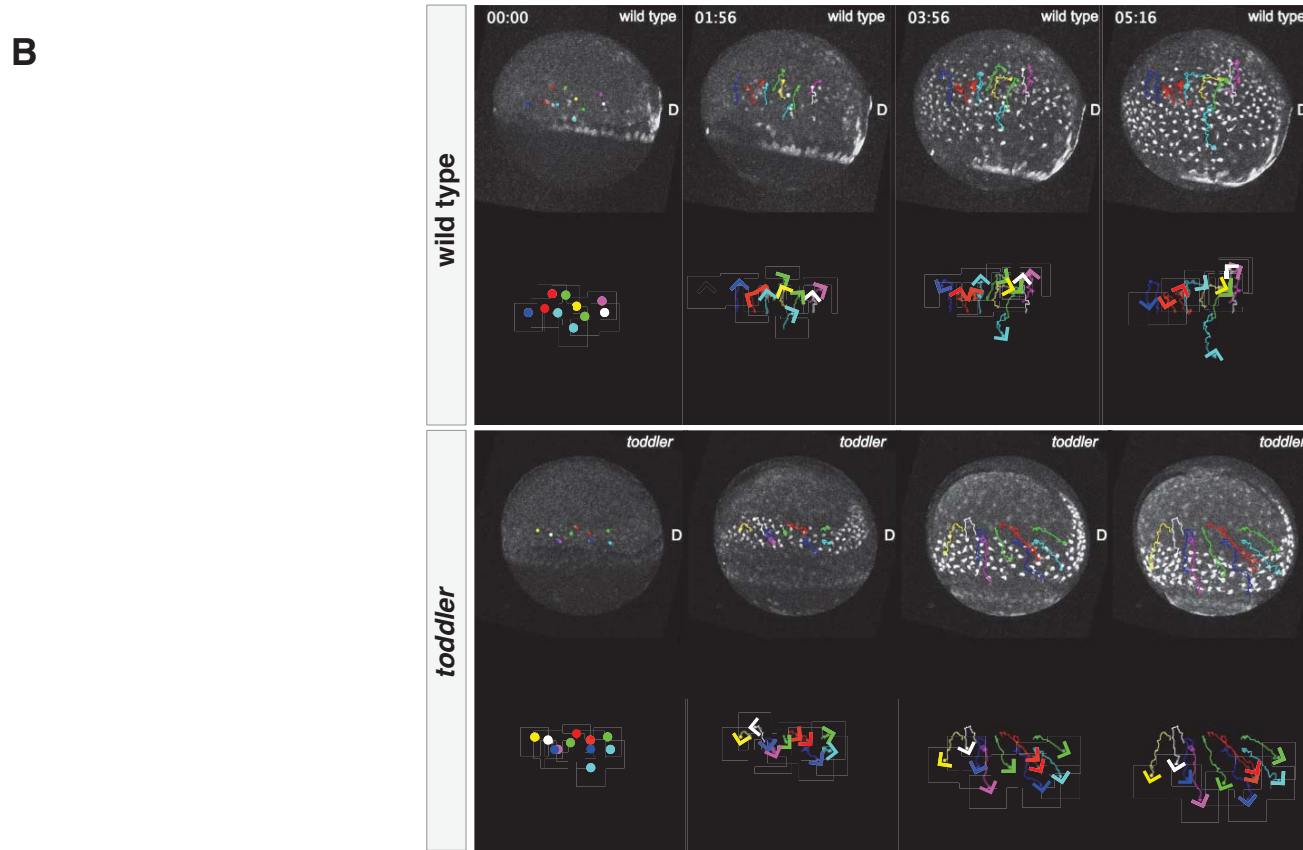 B
00:00 wild type
01:56 wild type
03:56 wild type
05:16 wild type
D
D
D
D
wild type
toddler
toddler
toddler
toddler
D
D
D
toddler